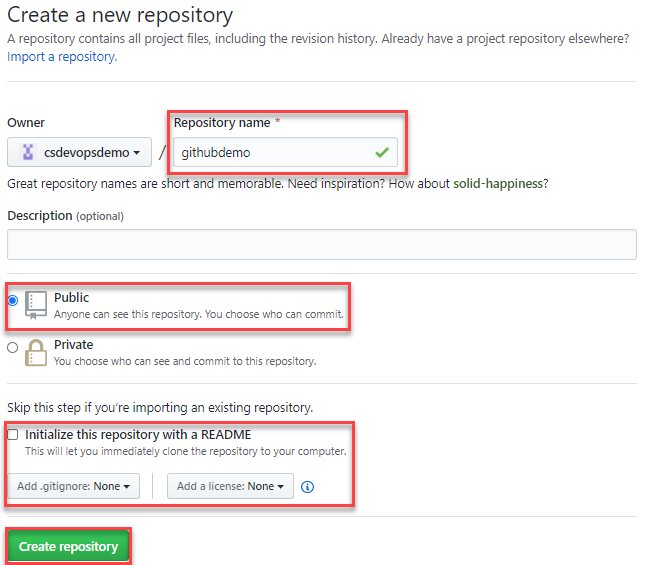 Create a new repository
A repository contains all project files, including the revision history. Already have a project repository elsewhere?
Import a repository.
Owner
Repository name *
csdevopsdemo
/
githubdemo
Great repository names are short and memorable. Need inspiration? How about solid-happiness?
Description (optional)
Public
Anyone can see this repository. You choose who can commit.
Private
You choose who can see and commit to this repository.
Skip this step if you’re importing an existing repository.
Initialize this repository with a README
This will let you immediately clone the repository to your computer.
Add .gitignore: None
Add a license: None
Create repository